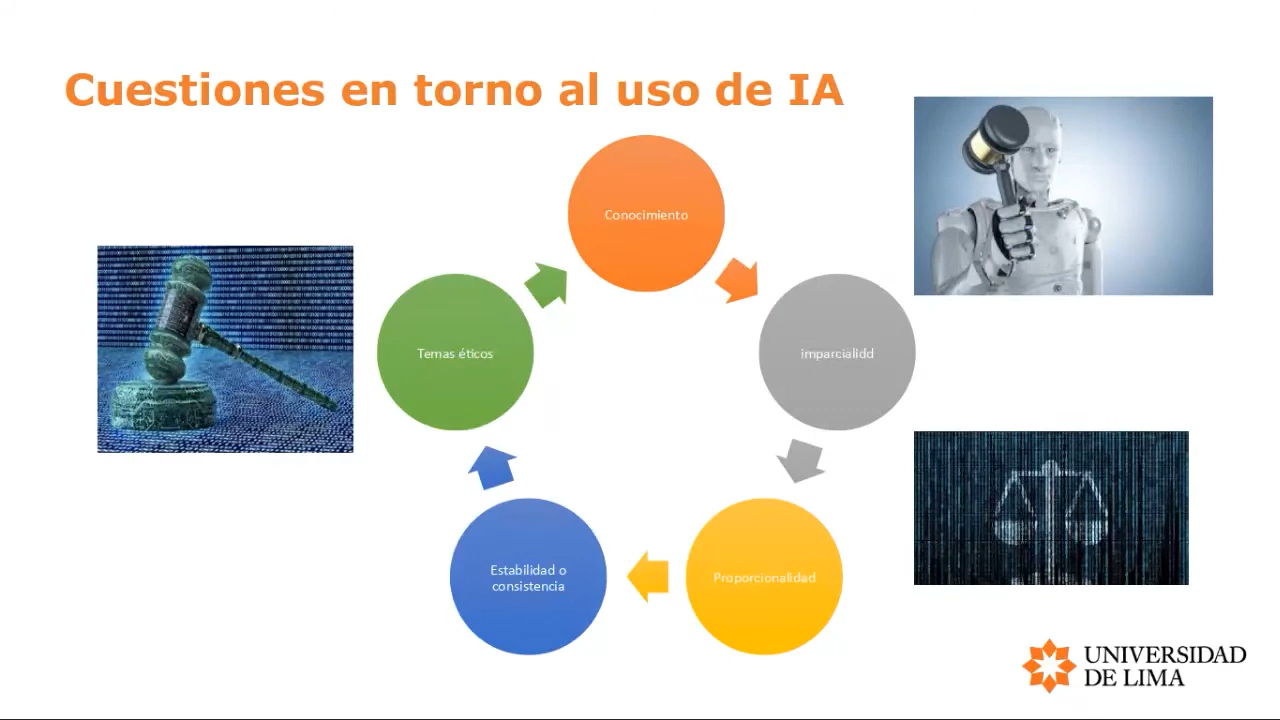 Cuestiones en torno al uso de IA
Conocimiento
imparcialidd
Proporcionalidad
Estabilidad o
consistencia
Temas éticos
UNIVERSIDAD
DE LIMA